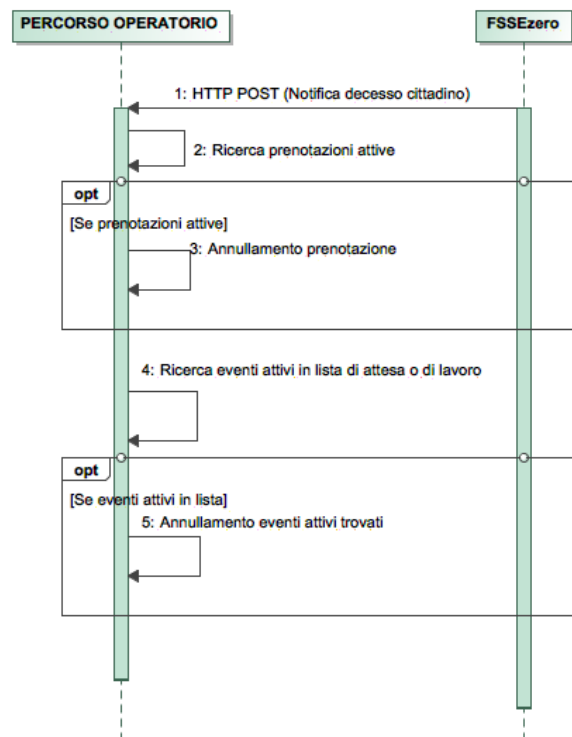 PERCORSO OPERATORIO
FSSEzero
1: HTTP POST (Notifica decesso cittadino)
2: Ricerca prenotazioni attive
opt
[Se prenotazioni attive]
3: Annullamento prenotazione
4: Ricerca eventi attivi in lista di attesa o di lavoro
opt
[Se eventi attivi in lista]
5: Annullamento eventi attivi trovati